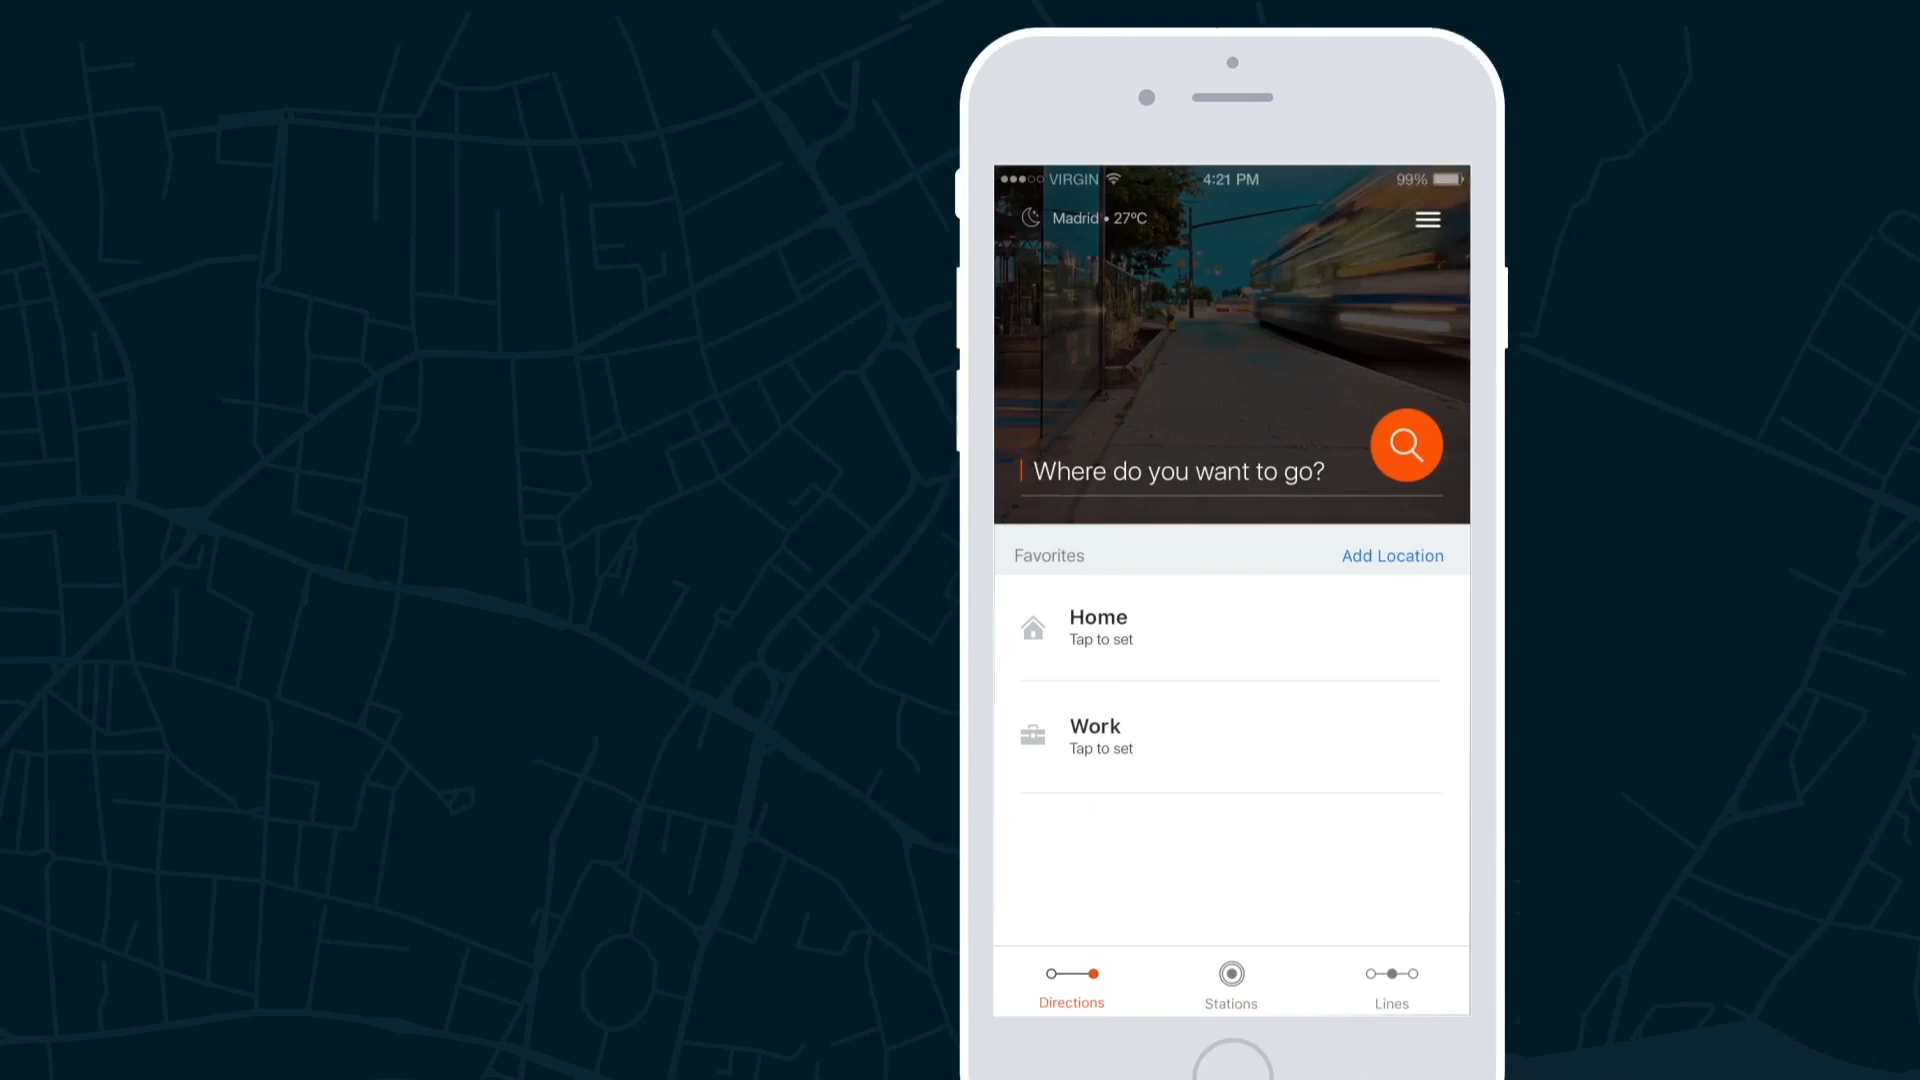 VIRGIN 4:21 PM 99%
Madrid • 27ºC
Where do you want to go?
Favorites Add Location
Home
Tap to set
Work
Tap to set
Directions Stations Lines